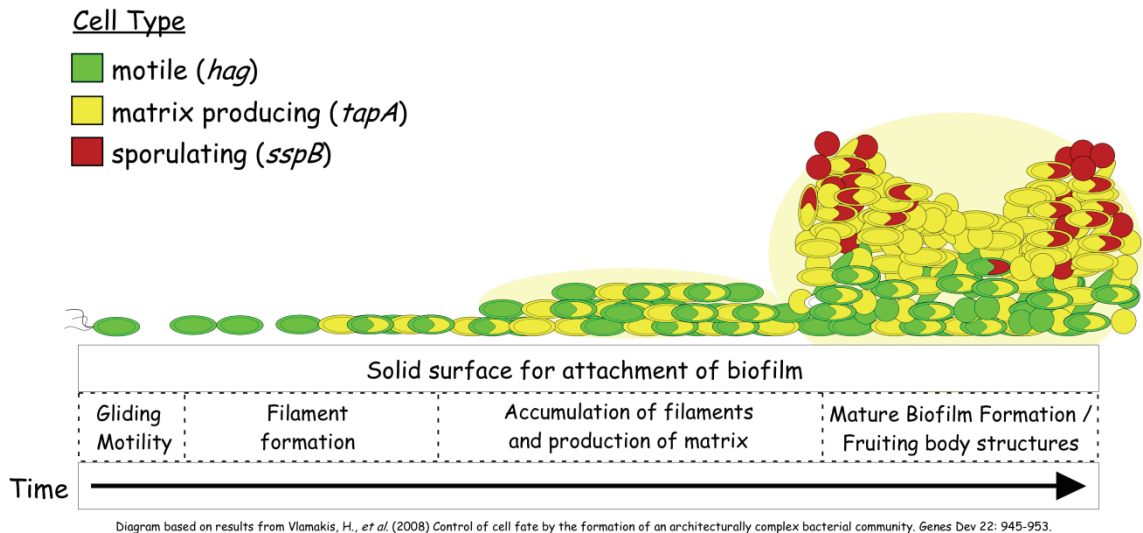 Cell Type
motile (hag)
matrix producing (tapA)
sporulating (sspB)
Solid surface for attachment of biofilm
Gliding
Motility
Filament
formation
Accumulation of filaments
and production of matrix
Mature Biofilm Formation /
Fruiting body structures
Time
Diagram based on results from Vlamakis, H., et al. (2008) Control of cell fate by the formation of an architecturally complex bacterial community. Genes Dev 22: 945-953.